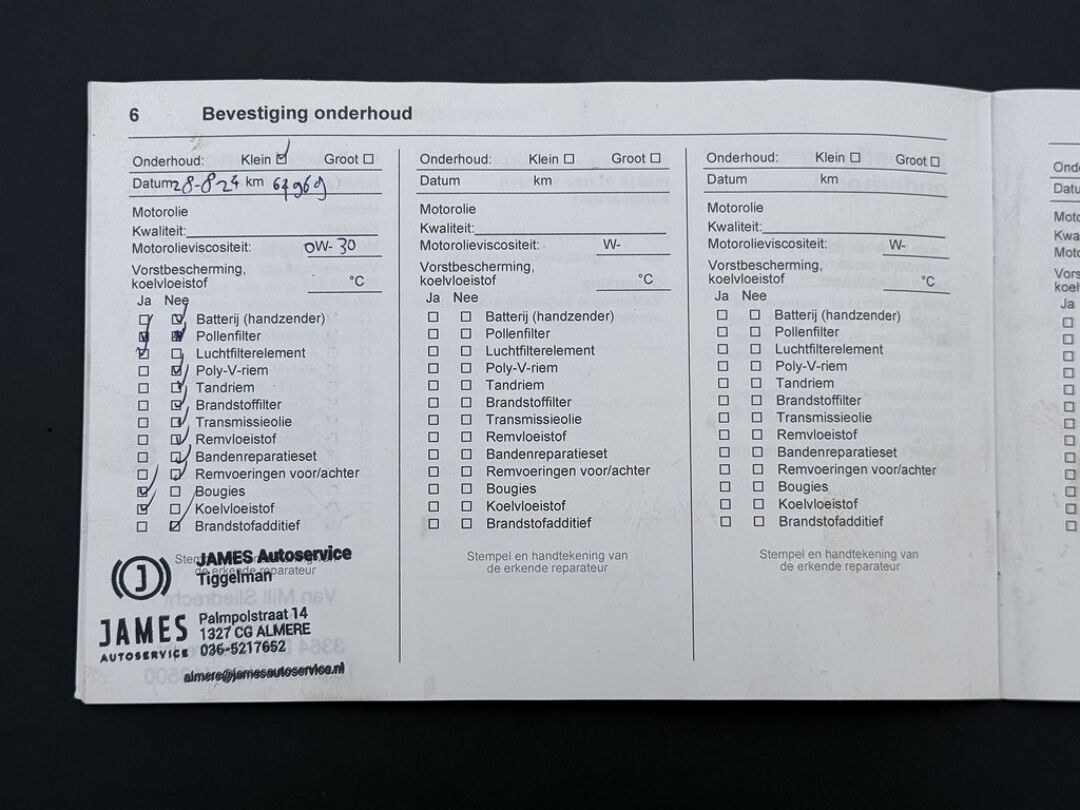 6 Bevestiging onderhoud
Onderhoud: Klein Groot
Datum 28-824 km 67969
Motorolie
Kwaliteit:
Motorolieviscositeit: 0W-30
Vorstbescherming,
koelvloeistof °C
Ja Nee
Batterij (handzender)
Pollenfilter
Luchtfilterelement
Poly-V-riem
Tandriem
Brandstoffilter
Transmissieolie
Remvloeistof
Bandenreparatieset
Remvoeringen voor/achter
Bougies
Koelvloeistof
Brandstofadditief
JAMES Autoservice
de erkende reparateur
Tiggelman
Palmpolstraat 14
1327 CG ALMERE
036-5217652
almere@jamesautoservice.nl
J
JAMES
AUTOSERVICE
Onderhoud: Klein Groot
Datum km
Motorolie
Kwaliteit:
Motorolieviscositeit: W-
Vorstbescherming,
koelvloeistof °C
Ja Nee
Batterij (handzender)
Pollenfilter
Luchtfilterelement
Poly-V-riem
Tandriem
Brandstoffilter
Transmissieolie
Remvloeistof
Bandenreparatieset
Remvoeringen voor/achter
Bougies
Koelvloeistof
Brandstofadditief
Stempel en handtekening van
de erkende reparateur
Onderhoud: Klein Groot
Datum km
Motorolie
Kwaliteit:
Motorolieviscositeit: W-
Vorstbescherming,
koelvloeistof °C
Ja Nee
Batterij (handzender)
Pollenfilter
Luchtfilterelement
Poly-V-riem
Tandriem
Brandstoffilter
Transmissieolie
Remvloeistof
Bandenreparatieset
Remvoeringen voor/achter
Bougies
Koelvloeistof
Brandstofadditief
Stempel en handtekening van
de erkende reparateur